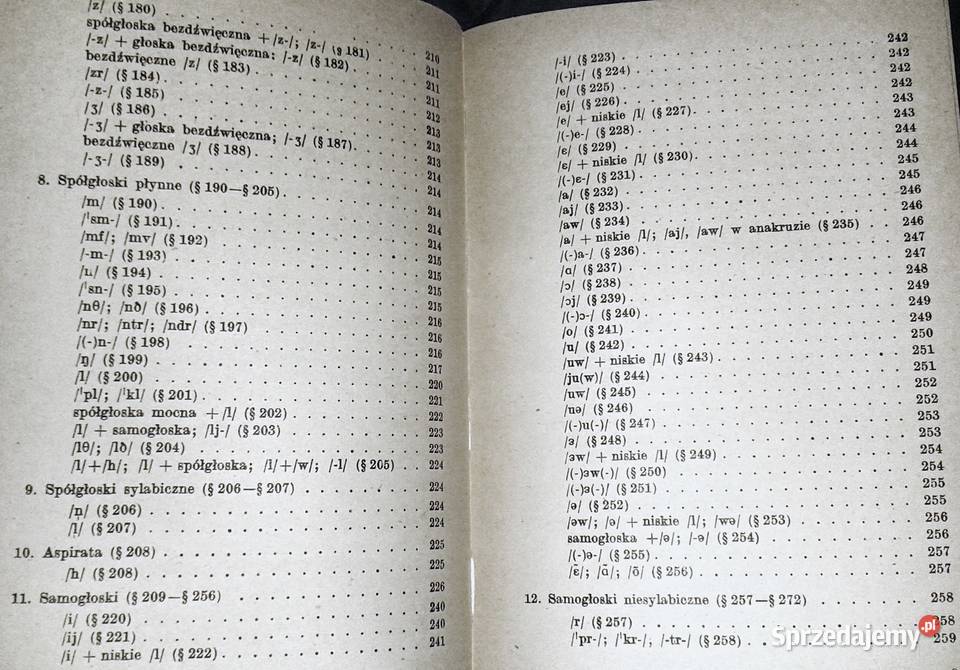 /z/ (§ 180) . . . 210
spółgłoska bezdźwięczna + /z-/; /z-/ (§ 181) . . . 211
/-z/ + głoska bezdźwięczna; /-z/ (§ 182) . . . 211
bezdźwięczne /z/ (§ 183) . . . 211
/zr/ (§ 184) . . . 212
/-z-/ (§ 185) . . . 213
/ʒ/ (§ 186) . . . 213
/-ʒ/ + głoska bezdźwięczna; /-ʒ/ (§ 187) . . . 213
bezdźwięczne /ʒ/ (§ 188) . . . 214
/-ʒ-/ (§ 189) . . . 214
8. Spółgłoski płynne (§ 190—§ 205) . . . 214
/m/ (§ 190) . . . 214
/ˈsm-/ (§ 191) . . . 214
/mf/; /mv/ (§ 192) . . . 215
/-m-/ (§ 193) . . . 215
/n/ (§ 194) . . . 215
/ˈsn-/ (§ 195) . . . 215
/nθ/; /nð/ (§ 196) . . . 216
/nr/; /ntr/; /ndr/ (§ 197) . . . 216
/(-)n-/ (§ 198) . . . 216
/ŋ/ (§ 199) . . . 217
/l/ (§ 200) . . . 220
/ˈpl/; /ˈkl/ (§ 201) . . . 221
spółgłoska mocna + /l/ (§ 202) . . . 222
/l/ + samogłoska; /lj-/ (§ 203) . . . 223
/lθ/; /lð/ (§ 204) . . . 223
/l/+/h/; /l/ + spółgłoska; /l/+/w/; /-l/ (§ 205) . . . 224
9. Spółgłoski sylabiczne (§ 206—§ 207) . . . 224
/n̩/ (§ 206) . . . 224
/l̩/ (§ 207) . . . 224
10. Aspirata (§ 208) . . . 225
/h/ (§ 208) . . . 225
11. Samogłoski (§ 209—§ 256) . . . 226
/i/ (§ 220) . . . 240
/ij/ (§ 221) . . . 240
/i/ + niskie /l/ (§ 222) . . . 241
/-i/ (§ 223) . . . 242
/(-)i-/ (§ 224) . . . 242
/e/ (§ 225) . . . 242
/ej/ (§ 226) . . . 242
/e/ + niskie /l/ (§ 227) . . . 243
/(-)e-/ (§ 228) . . . 243
/ɛ/ (§ 229) . . . 244
/ɛ/ + niskie /l/ (§ 230) . . . 244
/(-)ɛ-/ (§ 231) . . . 245
/a/ (§ 232) . . . 245
/aj/ (§ 233) . . . 246
/aw/ (§ 234) . . . 246
/a/ + niskie /l/; /aj/, /aw/ w anakruzie (§ 235) . . 246
/(-)a-/ (§ 236) . . . 247
/ɑ/ (§ 237) . . . 247
/ɔ/ (§ 238) . . . 248
/ɔj/ (§ 239) . . . 249
/(-)ɔ-/ (§ 240) . . . 249
/o/ (§ 241) . . . 249
/u/ (§ 242) . . . 250
/uw/ + niskie /l/ (§ 243) . . . 251
/ju(w)/ (§ 244) . . . 251
/uw/ (§ 245) . . . 252
/uə/ (§ 246) . . . 252
/(-)u(-)/ (§ 247) . . . 253
/ɜ/ (§ 248) . . . 253
/ɜw/ + niskie /l/ (§ 249) . . . 254
/(-)ɜw(-)/ (§ 250) . . . 254
/(-)ɜ(-)/ (§ 251) . . . 255
/ə/ (§ 252) . . . 255
/əw/; /ə/ + niskie /l/; /wə/ (§ 253) . . . 256
samogłoska +/ə/; /-ə/ (§ 254) . . . 256
/(-)ə-/ (§ 255) . . . 257
/ɛ̃/; /ɑ̃/; /õ/ (§ 256) . . . 257
12. Samogłoski niesylabiczne (§ 257—§ 272) . . . 258
/r/ (§ 257) . . . 258
/ˈpr-/; /ˈkr-/, /-tr-/ (§ 258) . . . 259
Sprzedajemy.pl